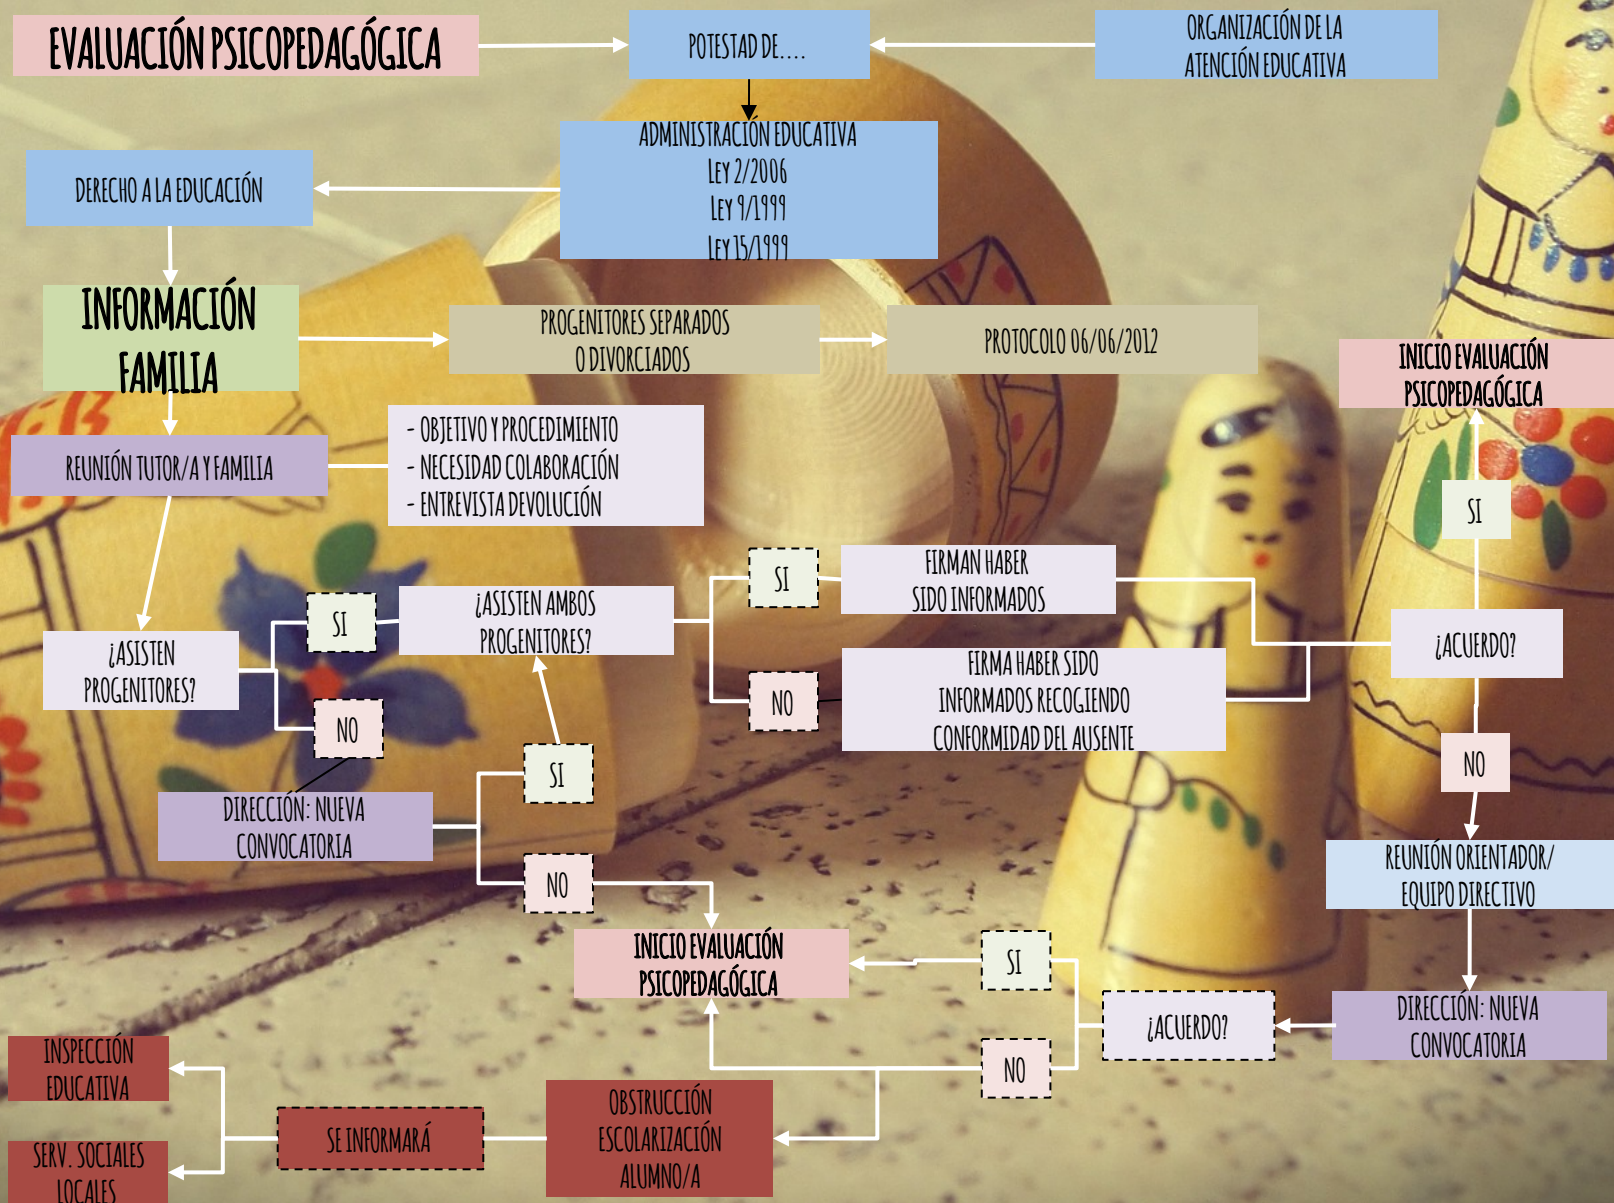 EVALUACIÓN PSICOPEDAGÓGICA
POTESTAD DE....
ORGANIZACIÓN DE LA
ATENCIÓN EDUCATIVA
ADMINISTRACIÓN EDUCATIVA
LEY 2/2006
LEY 9/1999
LEY 15/1999
DERECHO A LA EDUCACIÓN
INFORMACIÓN
FAMILIA
PROGENITORES SEPARADOS
O DIVORCIADOS
PROTOCOLO 06/06/2012
INICIO EVALUACIÓN
PSICOPEDAGÓGICA
REUNIÓN TUTOR/A Y FAMILIA
- OBJETIVO Y PROCEDIMIENTO
- NECESIDAD COLABORACIÓN
- ENTREVISTA DEVOLUCIÓN
SI
¿ASISTEN
PROGENITORES?
SI
NO
¿ASISTEN AMBOS
PROGENITORES?
SI
NO
FIRMAN HABER
SIDO INFORMADOS
FIRMA HABER SIDO
INFORMADOS RECOGIENDO
CONFORMIDAD DEL AUSENTE
¿ACUERDO?
NO
DIRECCIÓN: NUEVA
CONVOCATORIA
SI
NO
REUNIÓN ORIENTADOR/
EQUIPO DIRECTIVO
INICIO EVALUACIÓN
PSICOPEDAGÓGICA
SI
NO
¿ACUERDO?
DIRECCIÓN: NUEVA
CONVOCATORIA
INSPECCIÓN
EDUCATIVA
SERV. SOCIALES
LOCALES
SE INFORMARÁ
OBSTRUCCIÓN
ESCOLARIZACIÓN
ALUMNO/A